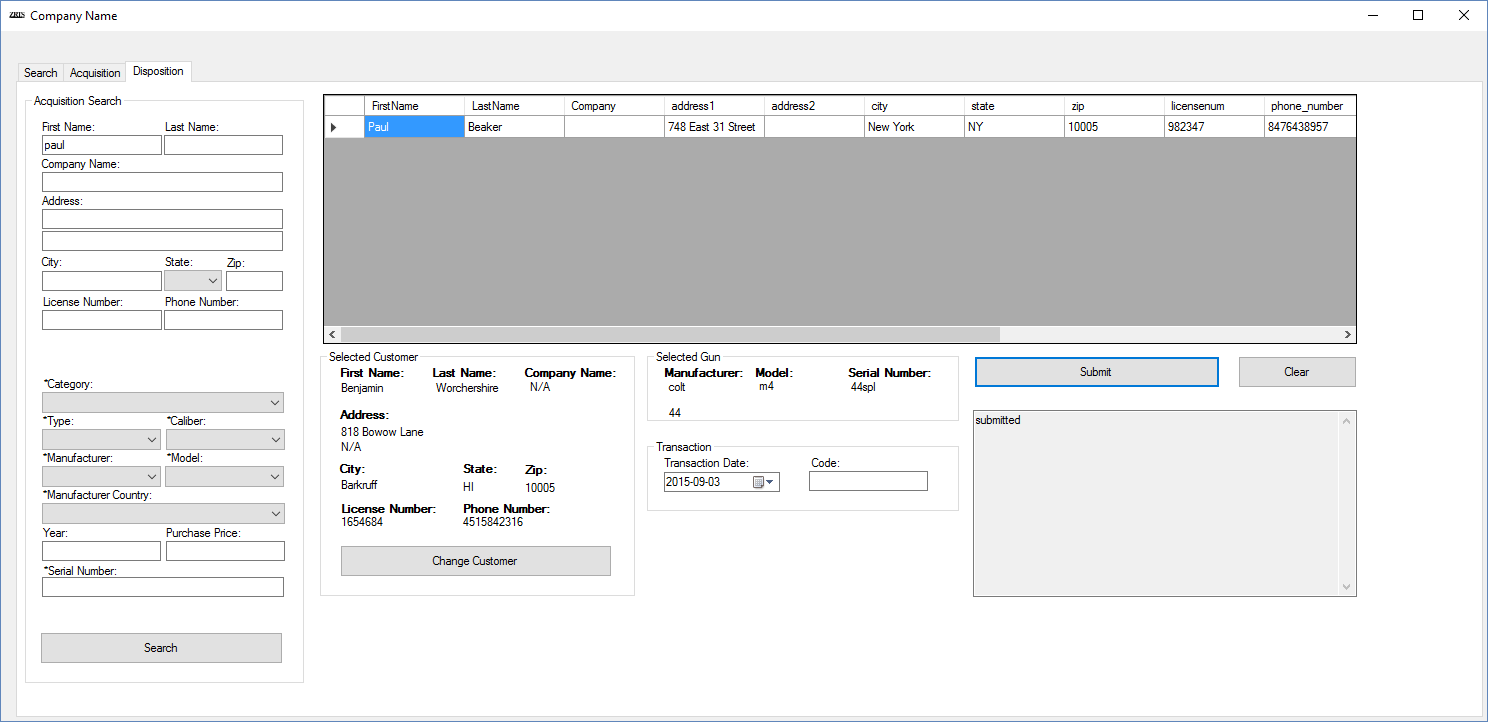 ZRTS Company Name
Search Acquisition Disposition
Acquisition Search
First Name: Last Name:
paul
Company Name:
Address:
City: State: Zip:
License Number: Phone Number:
*Category:
*Type: *Caliber:
*Manufacturer: *Model:
*Manufacturer Country:
Year: Purchase Price:
*Serial Number:
Search
FirstName LastName Company address1 address2 city state zip licensenum phone_number
Paul Beaker 748 East 31 Street New York NY 10005 982347 8476438957
Selected Customer
First Name: Last Name: Company Name:
Benjamin Worchershire N/A
Address:
818 Bowow Lane
N/A
City: State: Zip:
Barkruff HI 10005
License Number: Phone Number:
1654684 4515842316
Change Customer
Selected Gun
Manufacturer: Model: Serial Number:
colt m4 44spl
44
Transaction
Transaction Date: Code:
2015-09-03
Submit Clear
submitted